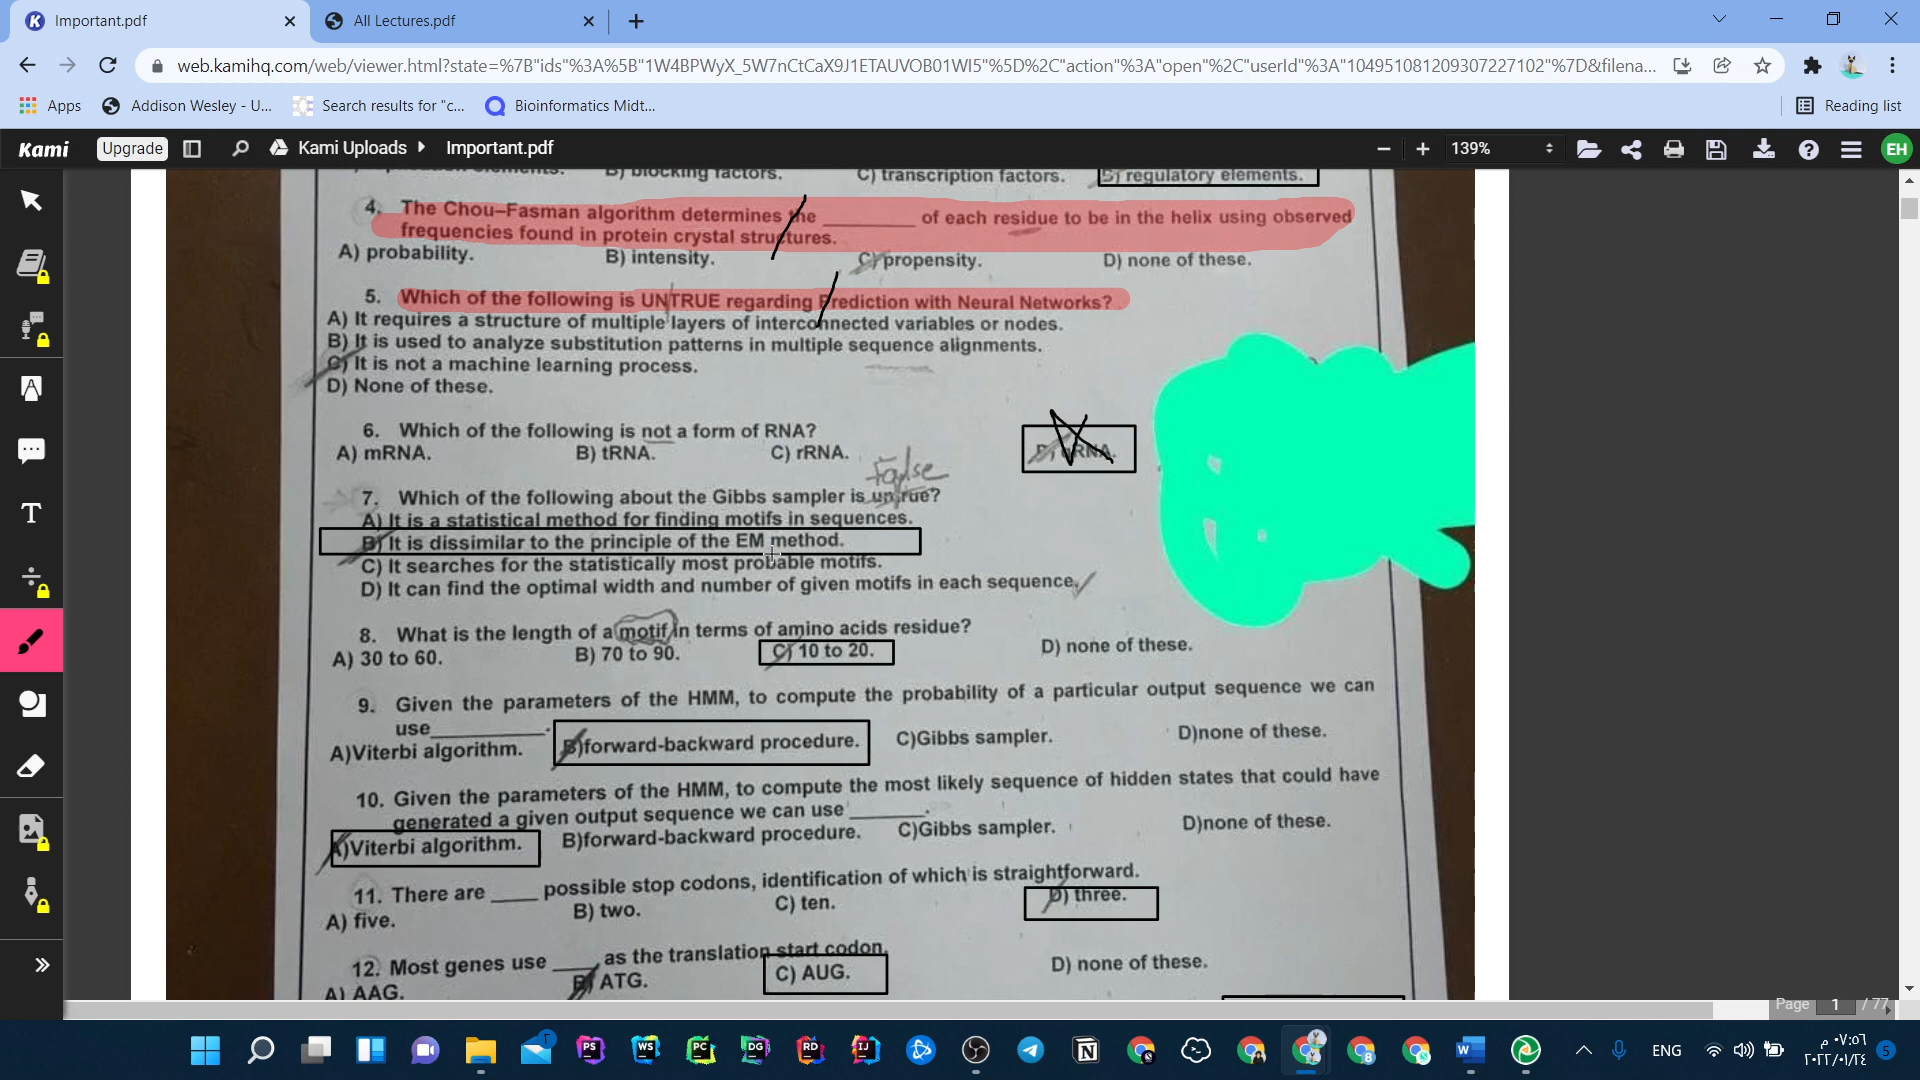 Important.pdf
All Lectures.pdf
web.kamihq.com/web/viewer.html?state=%7B"ids"%3A%5B"1W4BPWyX_5W7nCtCaX9J1ETAUVOB01WI5"%5D%2C"action"%3A"open"%2C"userId"%3A"104951081209307227102"%7D&filena...
Apps
Addison Wesley - U...
Search results for "c...
Bioinformatics Midt...
Reading list
Kami
Upgrade
Kami Uploads
Important.pdf
139%
EH
B) blocking factors. C) transcription factors. regulatory elements.
4. The Chou–Fasman algorithm determines the ________ of each residue to be in the helix using observed
frequencies found in protein crystal structures.
A) probability. B) intensity. C) propensity. D) none of these.
5. Which of the following is UNTRUE regarding Prediction with Neural Networks?
A) It requires a structure of multiple layers of interconnected variables or nodes.
B) It is used to analyze substitution patterns in multiple sequence alignments.
C) It is not a machine learning process.
D) None of these.
6. Which of the following is not a form of RNA?
A) mRNA. B) tRNA. C) rRNA.
False
7. Which of the following about the Gibbs sampler is untrue?
A) It is a statistical method for finding motifs in sequences.
B) It is dissimilar to the principle of the EM method.
C) It searches for the statistically most probable motifs.
D) It can find the optimal width and number of given motifs in each sequence.
8. What is the length of a motif in terms of amino acids residue?
A) 30 to 60. B) 70 to 90. C) 10 to 20. D) none of these.
9. Given the parameters of the HMM, to compute the probability of a particular output sequence we can
use__________.
A)Viterbi algorithm. B)forward-backward procedure. C)Gibbs sampler. D)none of these.
10. Given the parameters of the HMM, to compute the most likely sequence of hidden states that could have
generated a given output sequence we can use ______.
A)Viterbi algorithm. B)forward-backward procedure. C)Gibbs sampler. D)none of these.
11. There are ____ possible stop codons, identification of which is straightforward.
A) five. B) two. C) ten. D) three.
12. Most genes use ____ as the translation start codon.
A) AAG. B) ATG. C) AUG. D) none of these.
Page 1 / 77
ENG
٠٧:٥٦ م
٢٠٢٢/٠١/٢٤
5